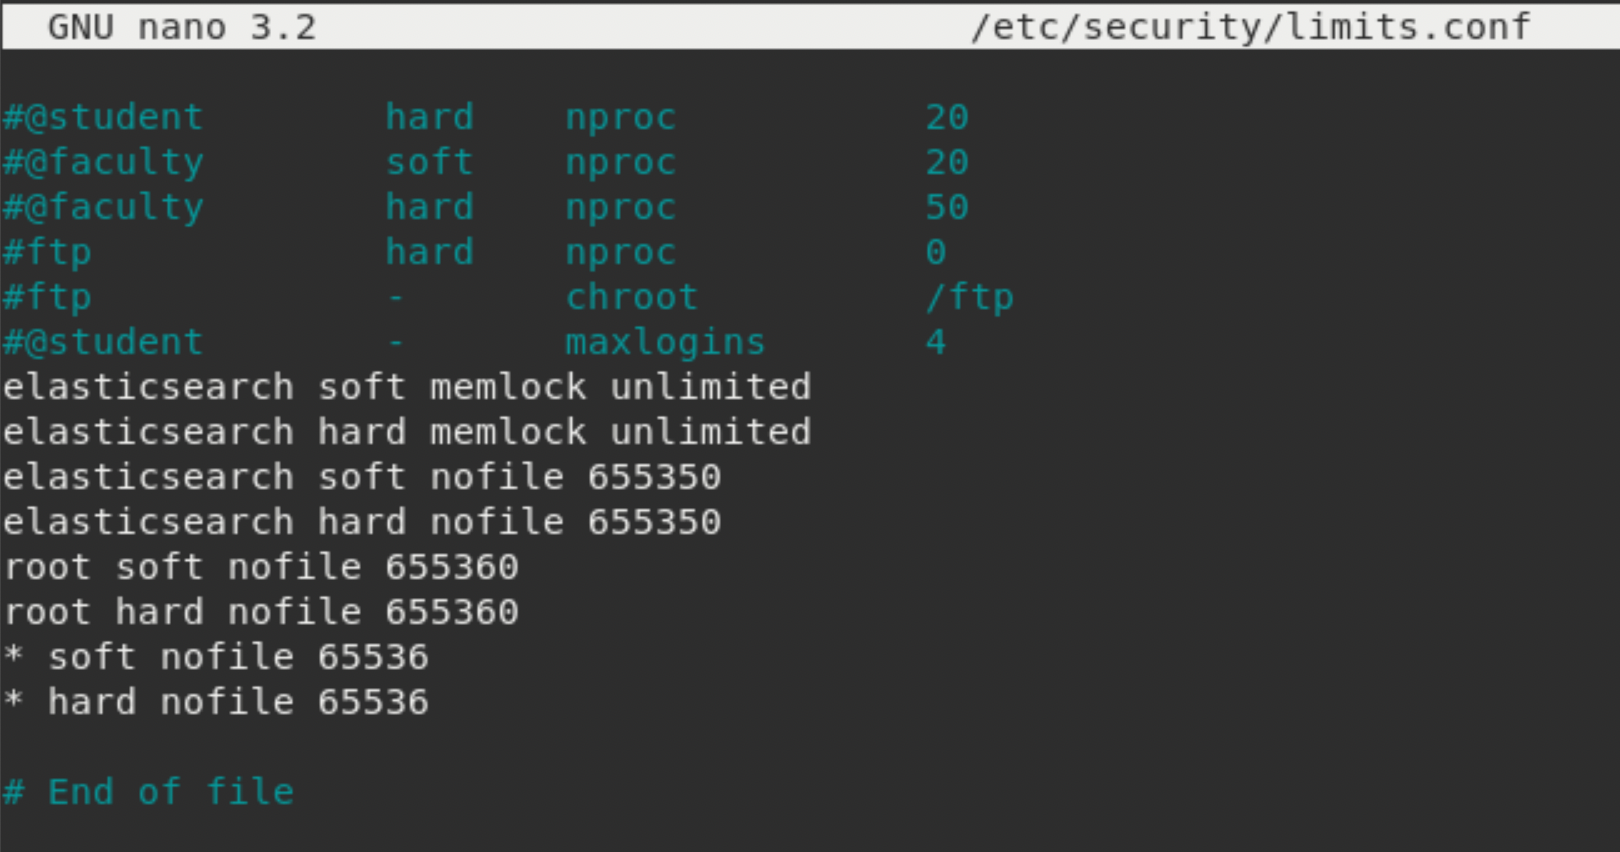 GNU nano 3.2 /etc/security/limits.conf
#@student hard nproc 20
#@faculty soft nproc 20
#@faculty hard nproc 50
#ftp hard nproc 0
#ftp - chroot /ftp
#@student - maxlogins 4
elasticsearch soft memlock unlimited
elasticsearch hard memlock unlimited
elasticsearch soft nofile 655350
elasticsearch hard nofile 655350
root soft nofile 655360
root hard nofile 655360
* soft nofile 65536
* hard nofile 65536
# End of file